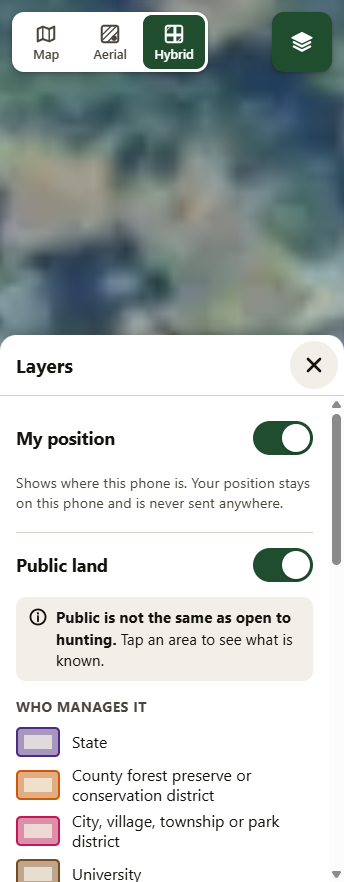 Map
Aerial
Hybrid
Layers
My position
Shows where this phone is. Your position stays
on this phone and is never sent anywhere.
Public land
Public is not the same as open to
hunting. Tap an area to see what is
known.
WHO MANAGES IT
State
County forest preserve or
conservation district
City, village, township or park
district
University